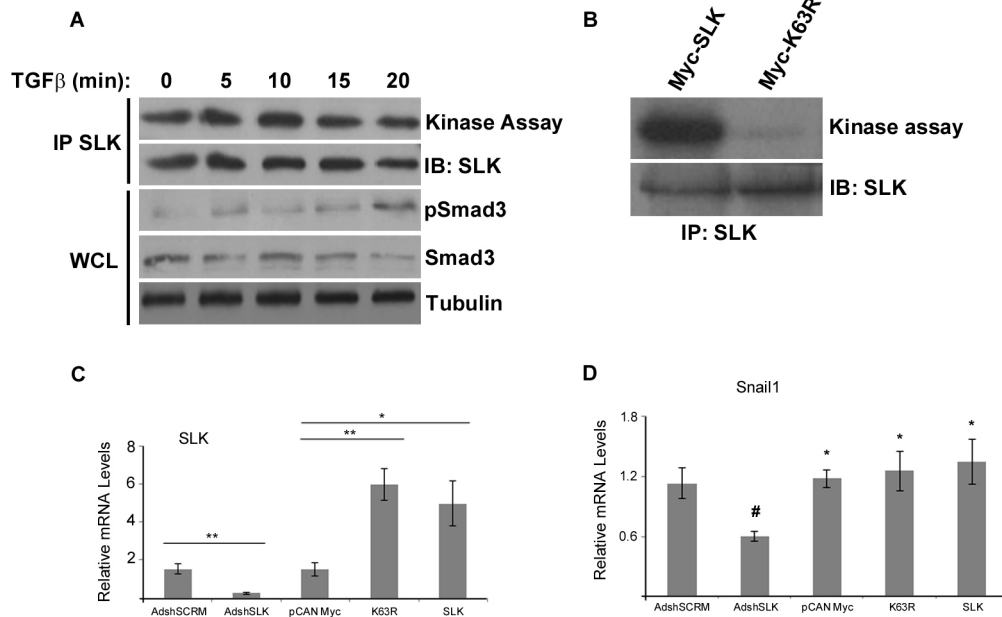 A
TGFβ (min): 0 5 10 15 20
IP SLK
Kinase Assay
IB: SLK
WCL
pSmad3
Smad3
Tubulin
B
Myc-SLK
Myc-K63R
Kinase assay
IB: SLK
IP: SLK
C
SLK
Relative mRNA Levels
8
6
4
2
**
**
*
AdshSCRM AdshSLK pCAN Myc K63R SLK
D
Snail1
Relative mRNA Levels
1.8
1.2
0.6
#
*
*
*
AdshSCRM AdshSLK pCAN Myc K63R SLK